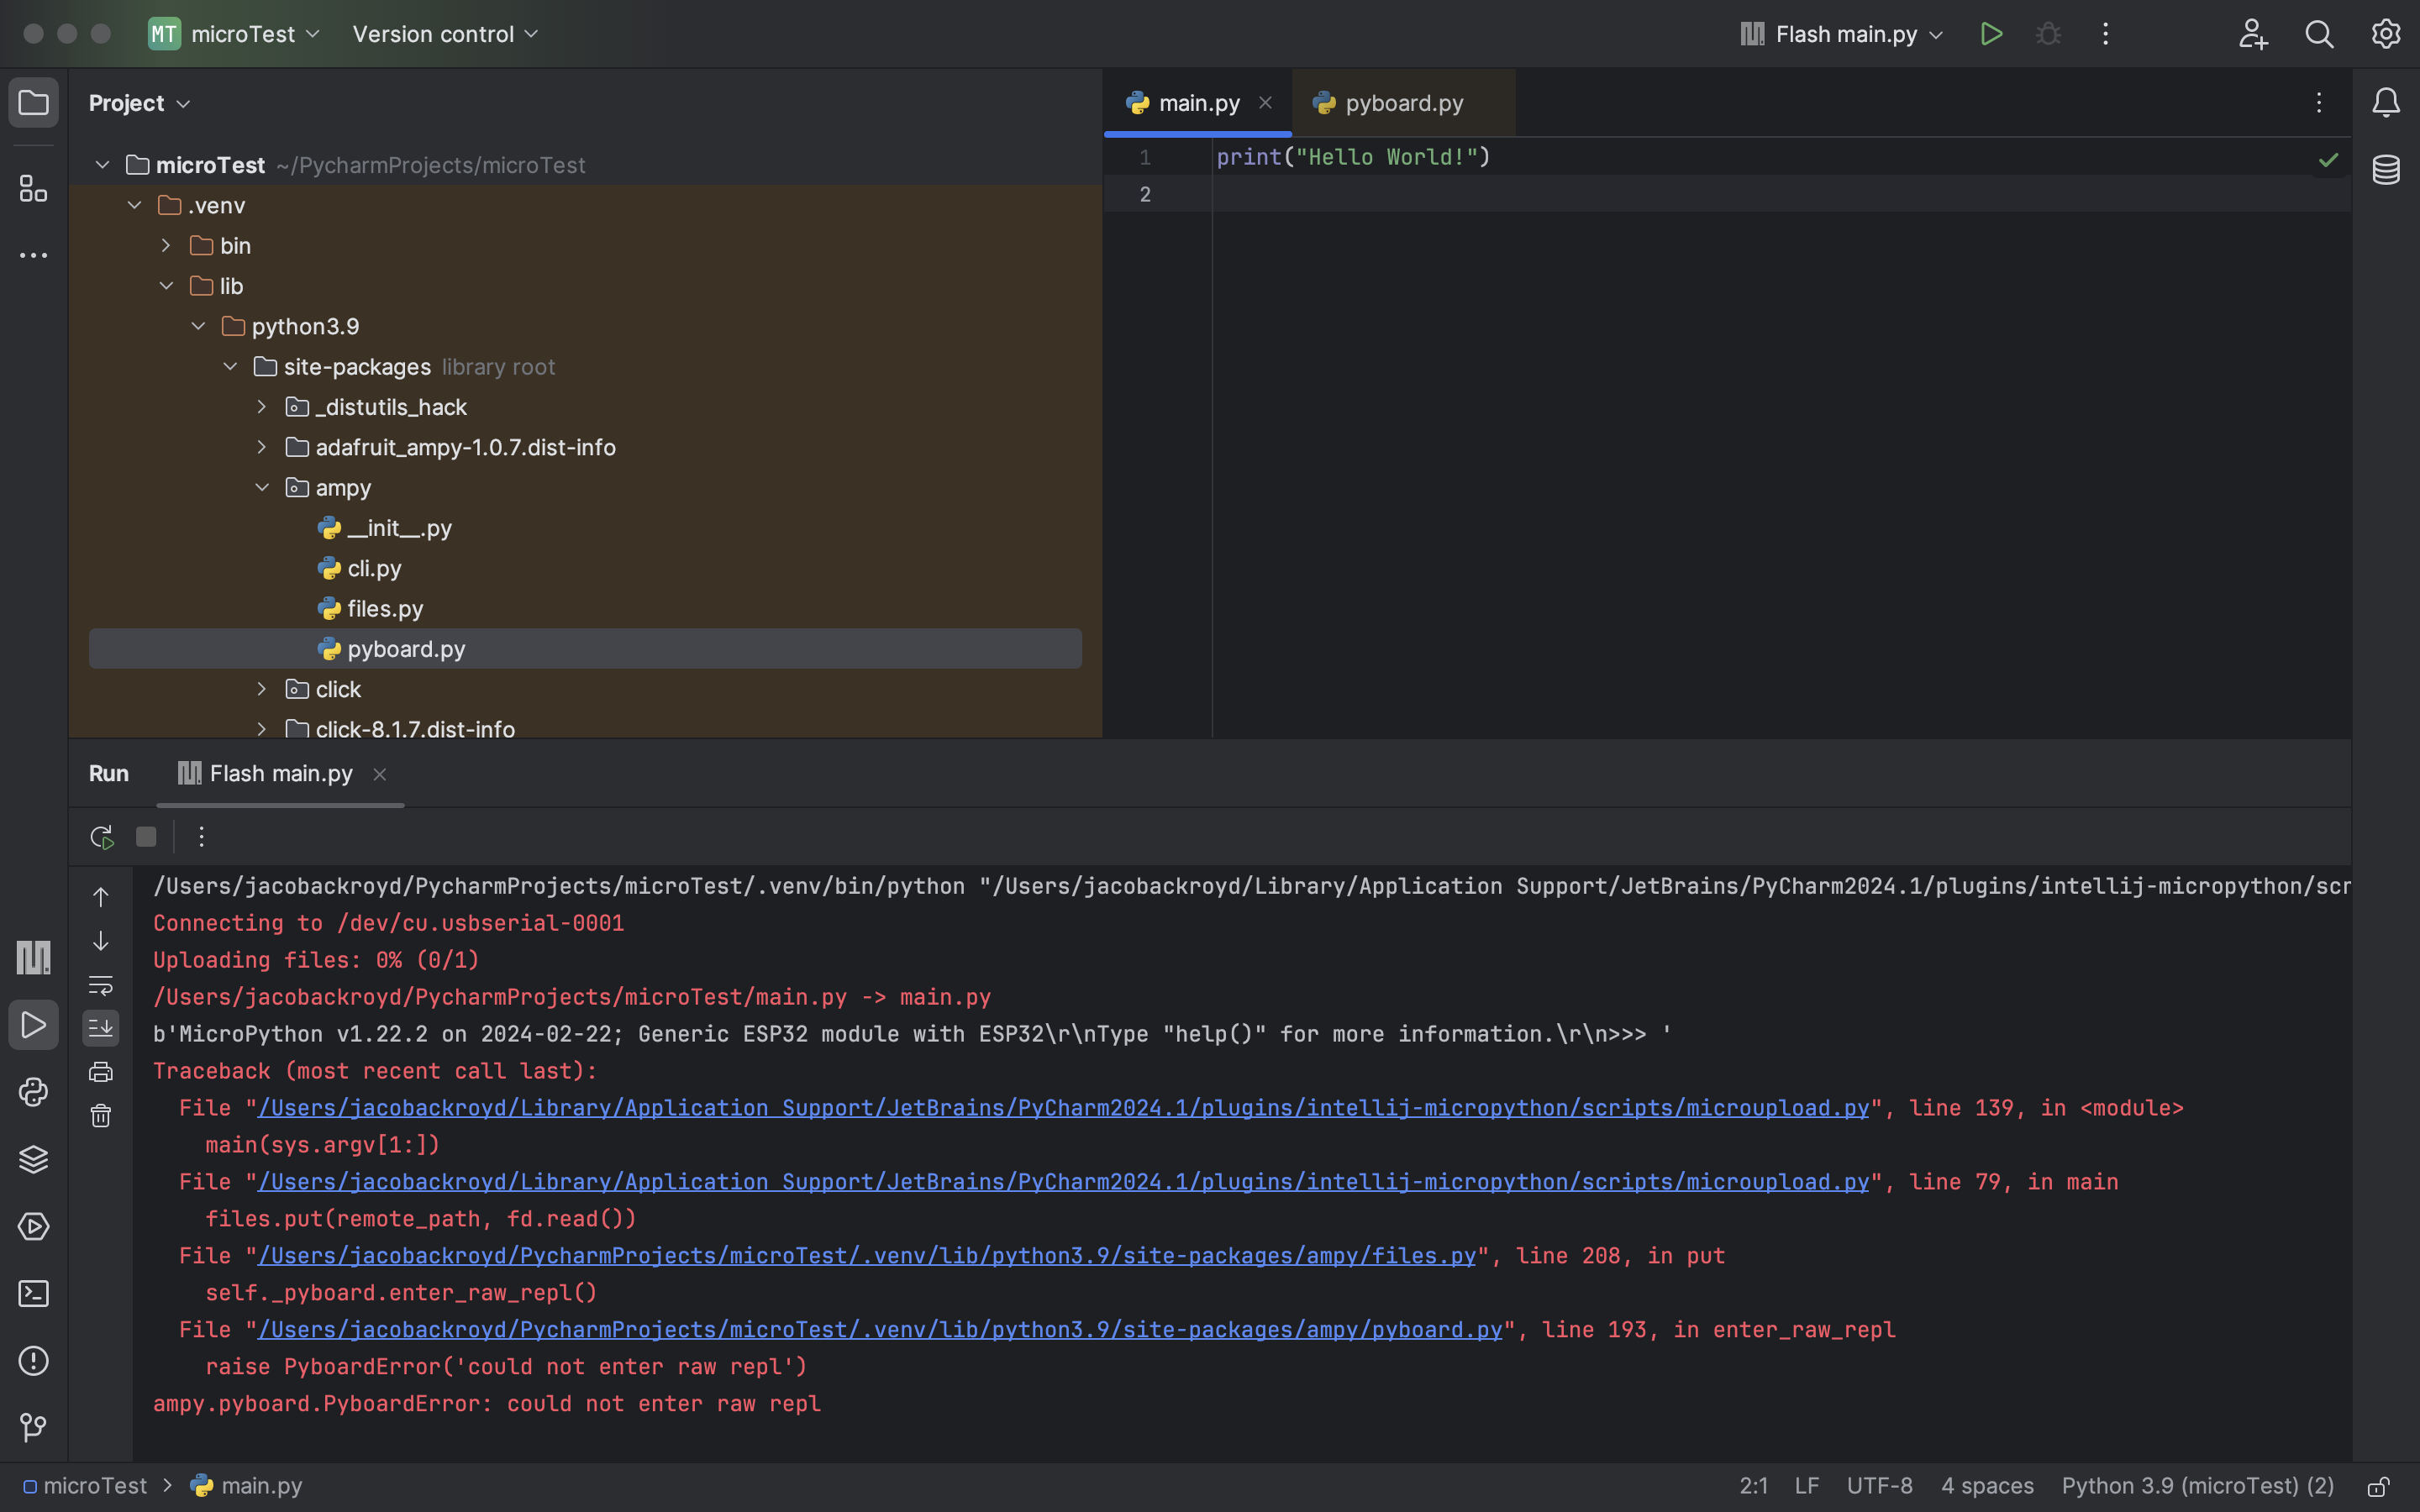 MT microTest Version control Flash main.py
Project
main.py pyboard.py
microTest ~/PycharmProjects/microTest
.venv
bin
lib
python3.9
site-packages library root
_distutils_hack
adafruit_ampy-1.0.7.dist-info
ampy
__init__.py
cli.py
files.py
pyboard.py
click
click-8.1.7.dist-info
1 print("Hello World!")
2
Run Flash main.py
/Users/jacobackroyd/PycharmProjects/microTest/.venv/bin/python "/Users/jacobackroyd/Library/Application Support/JetBrains/PyCharm2024.1/plugins/intellij-micropython/scr
Connecting to /dev/cu.usbserial-0001
Uploading files: 0% (0/1)
/Users/jacobackroyd/PycharmProjects/microTest/main.py -> main.py
b'MicroPython v1.22.2 on 2024-02-22; Generic ESP32 module with ESP32\r\nType "help()" for more information.\r\n>>> '
Traceback (most recent call last):
File "/Users/jacobackroyd/Library/Application Support/JetBrains/PyCharm2024.1/plugins/intellij-micropython/scripts/microupload.py", line 139, in <module>
main(sys.argv[1:])
File "/Users/jacobackroyd/Library/Application Support/JetBrains/PyCharm2024.1/plugins/intellij-micropython/scripts/microupload.py", line 79, in main
files.put(remote_path, fd.read())
File "/Users/jacobackroyd/PycharmProjects/microTest/.venv/lib/python3.9/site-packages/ampy/files.py", line 208, in put
self._pyboard.enter_raw_repl()
File "/Users/jacobackroyd/PycharmProjects/microTest/.venv/lib/python3.9/site-packages/ampy/pyboard.py", line 193, in enter_raw_repl
raise PyboardError('could not enter raw repl')
ampy.pyboard.PyboardError: could not enter raw repl
microTest > main.py 2:1 LF UTF-8 4 spaces Python 3.9 (microTest) (2)